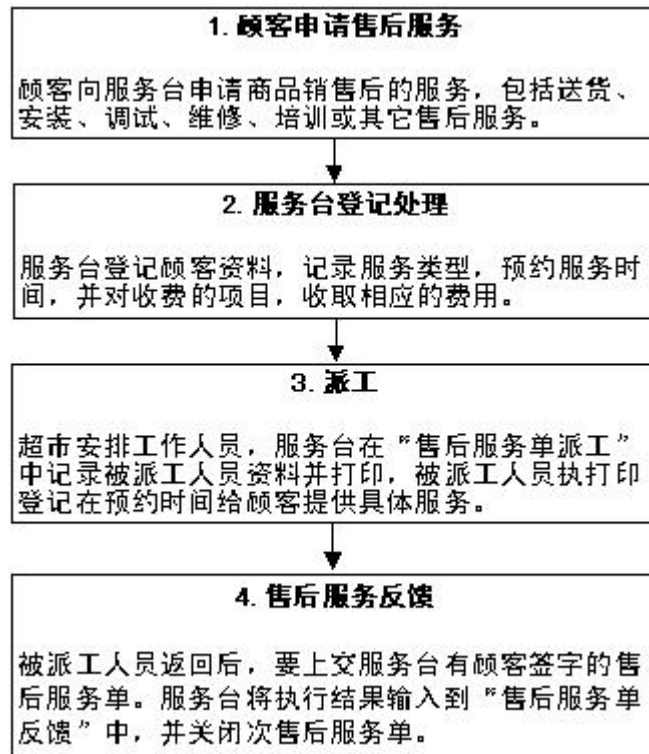 1. 顾客申请售后服务
顾客向服务台申请商品销售后的服务，包括送货、
安装、调试、维修、培训或其它售后服务。
2. 服务台登记处理
服务台登记顾客资料，记录服务类型，预约服务时
间，并对收费的项目，收取相应的费用。
3. 派工
超市安排工作人员，服务台在“售后服务单派工”
中记录被派工人员资料并打印，被派工人员执打印
登记在预约时间给顾客提供具体服务。
4. 售后服务反馈
被派工人员返回后，要上交服务台有顾客签字的售
后服务单。服务台将执行结果输入到“售后服务单
反馈”中，并关闭次售后服务单。